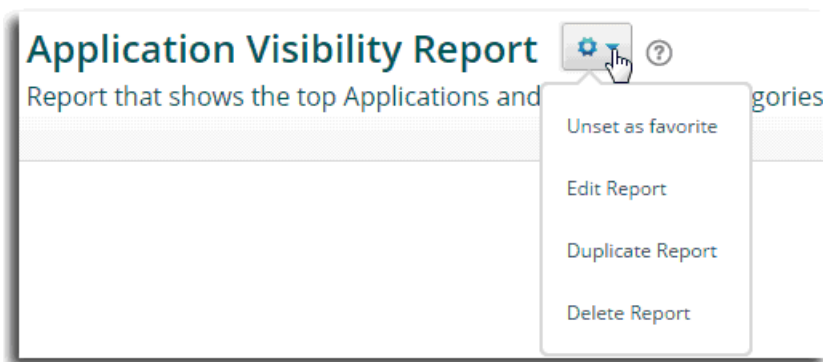 Application Visibility Report ?
Report that shows the top Applications and gories
Unset as favorite
Edit Report
Duplicate Report
Delete Report